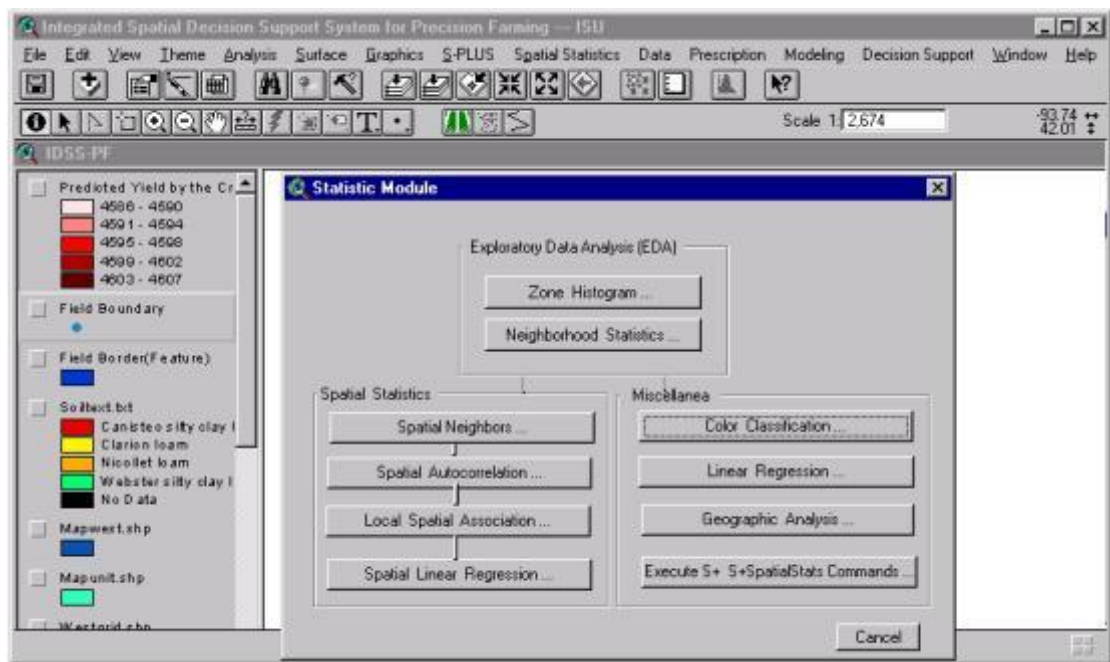 Integrated Spatial Decision Support System for Precision Farming --- ISU
File Edit View Theme Analysis Surface Graphics S-PLUS Spatial Statistics Data Prescription Modeling Decision Support Window Help
Scale 1: 2,674
-93.74
42.01
IDSS-PF
Predicted Yield by the Cr
4586 - 4590
4591 - 4594
4595 - 4598
4599 - 4602
4603 - 4607
Field Boundary
Field Border(Feature)
Soiltext.txt
Canisteo silty clay l
Clarion loam
Nicollet loam
Webster silty clay l
No Data
Mapwest.shp
Mapunit.shp
Westgrid.shp
Statistic Module
Exploratory Data Analysis (EDA)
Zone Histogram ...
Neighborhood Statistics ...
Spatial Statistics
Spatial Neighbors ...
Spatial Autocorrelation ...
Local Spatial Association ...
Spatial Linear Regression ...
Miscellanea
Color Classification ...
Linear Regression ...
Geographic Analysis ...
Execute S+ S+SpatialStats Commands ...
Cancel